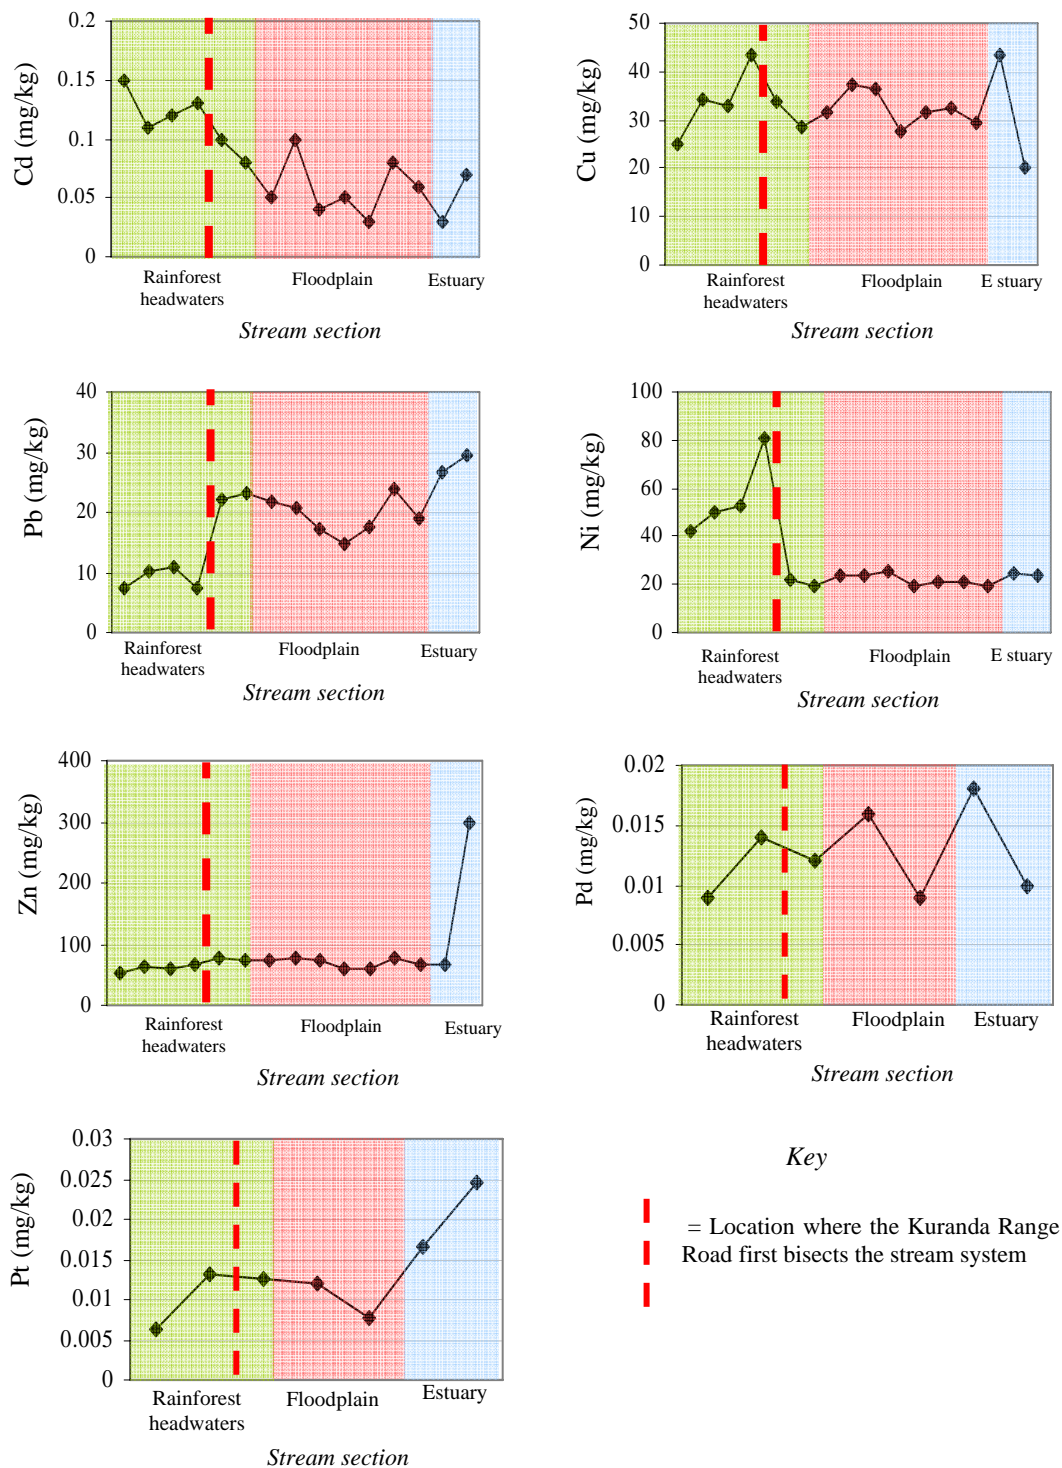 Cd (mg/kg)
0.2
0.15
0.1
0.05
0
Rainforest
headwaters
Floodplain
Estuary
Stream section
Cu (mg/kg)
50
40
30
20
10
0
Rainforest
headwaters
Floodplain
E stuary
Stream section
Pb (mg/kg)
40
30
20
10
0
Rainforest
headwaters
Floodplain
Estuary
Stream section
Ni (mg/kg)
100
80
60
40
20
0
Rainforest
headwaters
Floodplain
E stuary
Stream section
Zn (mg/kg)
400
300
200
100
0
Rainforest
headwaters
Floodplain
Estuary
Stream section
Pd (mg/kg)
0.02
0.015
0.01
0.005
0
Rainforest
headwaters
Floodplain
Estuary
Stream section
Pt (mg/kg)
0.03
0.025
0.02
0.015
0.01
0.005
0
Rainforest
headwaters
Floodplain
Estuary
Stream section
Key
= Location where the Kuranda Range
Road first bisects the stream system